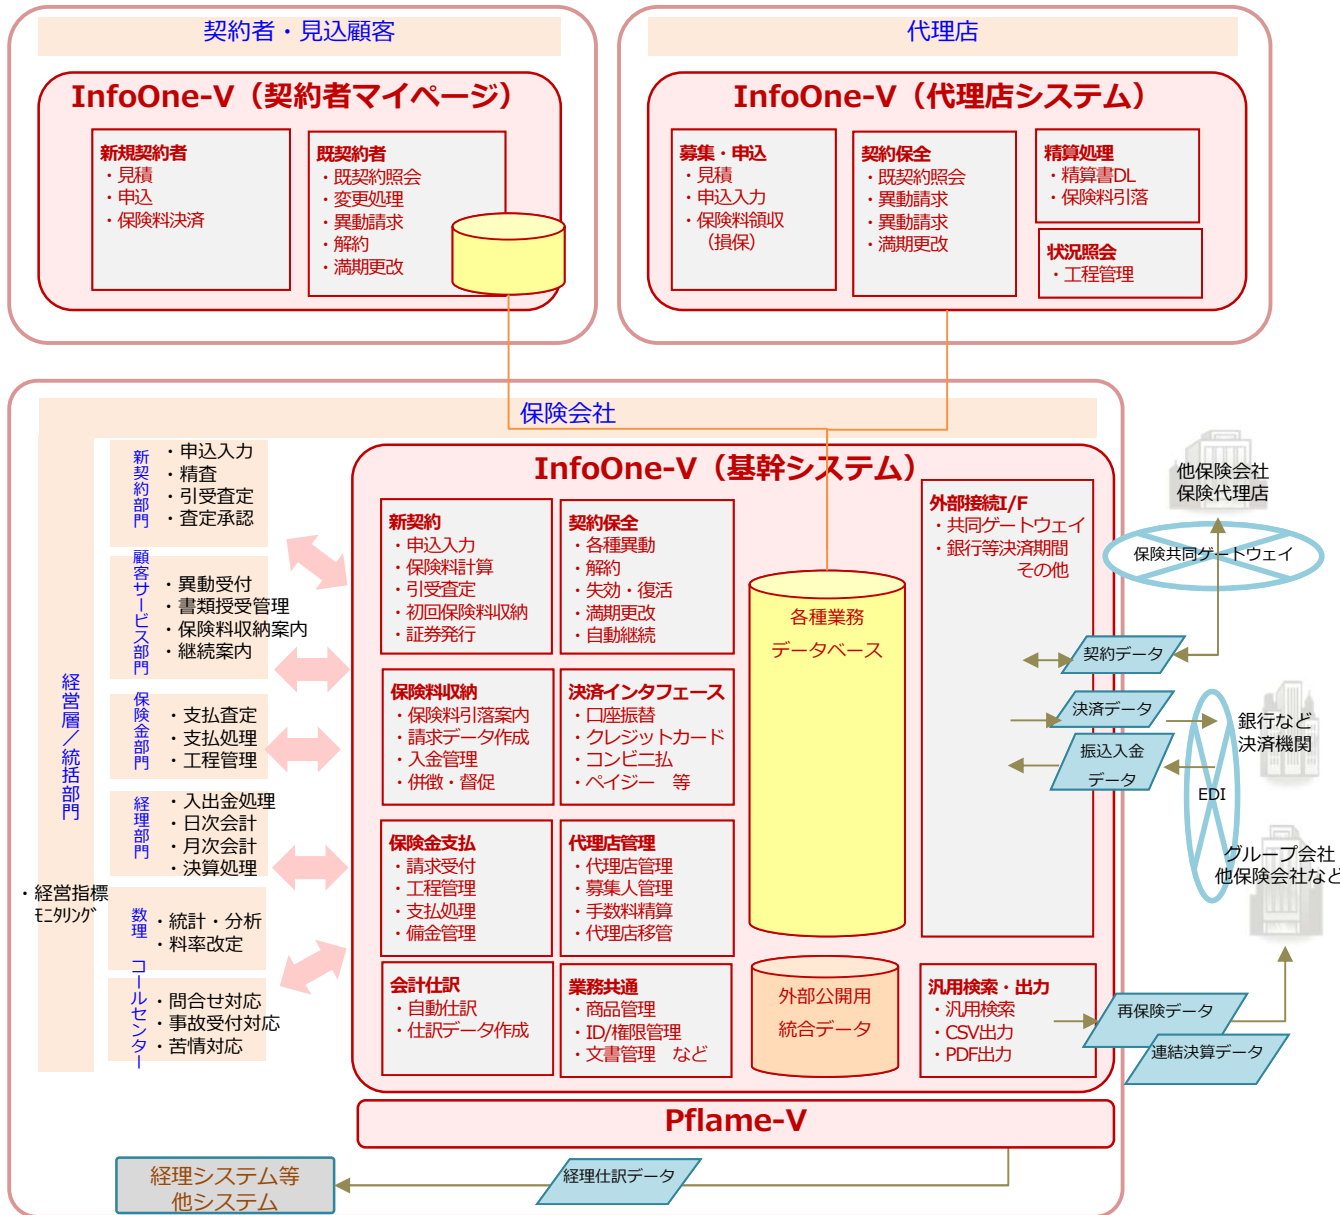 契約者・見込顧客
InfoOne-V（契約者マイページ）
新規契約者
・見積
・申込
・保険料決済
既契約者
・既契約照会
・変更処理
・異動請求
・解約
・満期更改
代理店
InfoOne-V（代理店システム）
募集・申込
・見積
・申込入力
・保険料領収
（損保）
契約保全
・既契約照会
・異動請求
・異動請求
・満期更改
精算処理
・精算書DL
・保険料引落
状況照会
・工程管理
保険会社
経営層／統括部門
・経営指標
ﾓﾆﾀﾘﾝｸﾞ
新契約部門
・申込入力
・精査
・引受査定
・査定承認
顧客サービス部門
・異動受付
・書類授受管理
・保険料収納案内
・継続案内
保険金部門
・支払査定
・支払処理
・工程管理
経理部門
・入出金処理
・日次会計
・月次会計
・決算処理
数理
・統計・分析
・料率改定
コールセンター
・問合せ対応
・事故受付対応
・苦情対応
InfoOne-V（基幹システム）
新契約
・申込入力
・保険料計算
・引受査定
・初回保険料収納
・証券発行
契約保全
・各種異動
・解約
・失効・復活
・満期更改
・自動継続
保険料収納
・保険料引落案内
・請求データ作成
・入金管理
・併徴・督促
決済インタフェース
・口座振替
・クレジットカード
・コンビニ払
・ペイジー　等
保険金支払
・請求受付
・工程管理
・支払処理
・備金管理
代理店管理
・代理店管理
・募集人管理
・手数料精算
・代理店移管
会計仕訳
・自動仕訳
・仕訳データ作成
業務共通
・商品管理
・ID/権限管理
・文書管理　など
各種業務
データベース
外部公開用
統合データ
外部接続I/F
・共同ゲートウェイ
・銀行等決済期間
その他
汎用検索・出力
・汎用検索
・CSV出力
・PDF出力
他保険会社
保険代理店
保険共同ゲートウェイ
契約データ
決済データ
振込入金
データ
EDI
銀行など
決済機関
グループ会社
他保険会社など
再保険データ
連結決算データ
Pflame-V
経理仕訳データ
経理システム等
他システム